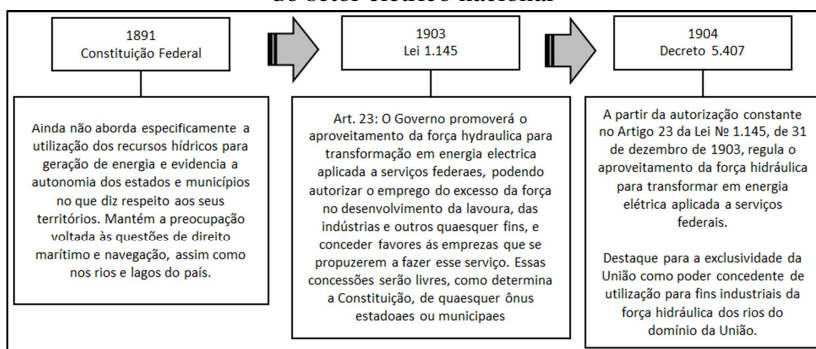 do setor elétrico nacional
1891
Constituição Federal
1903
Lei 1.145
1904
Decreto 5.407
Ainda não aborda especificamente a
utilização dos recursos hídricos para
geração de energia e evidencia a
autonomia dos estados e municípios
no que diz respeito aos seus
territórios. Mantém a preocupação
voltada às questões de direito
marítimo e navegação, assim como
nos rios e lagos do país.
Art. 23: O Governo promoverá o
aproveitamento da força hydraulica para
transformação em energia electrica
aplicada a serviços federaes, podendo
autorizar o emprego do excesso da força
no desenvolvimento da lavoura, das
indústrias e outros quaesquer fins, e
conceder favores ás emprezas que se
propuzerem a fazer esse serviço. Essas
concessões serão livres, como determina
a Constituição, de quaesquer ônus
estadoaes ou municipaes
A partir da autorização constante
no Artigo 23 da Lei № 1.145, de 31
de dezembro de 1903, regula o
aproveitamento da força hidráulica
para transformar em energia
elétrica aplicada a serviços
federais.
Destaque para a exclusividade da
União como poder concedente de
utilização para fins industriais da
força hidráulica dos rios do
domínio da União.